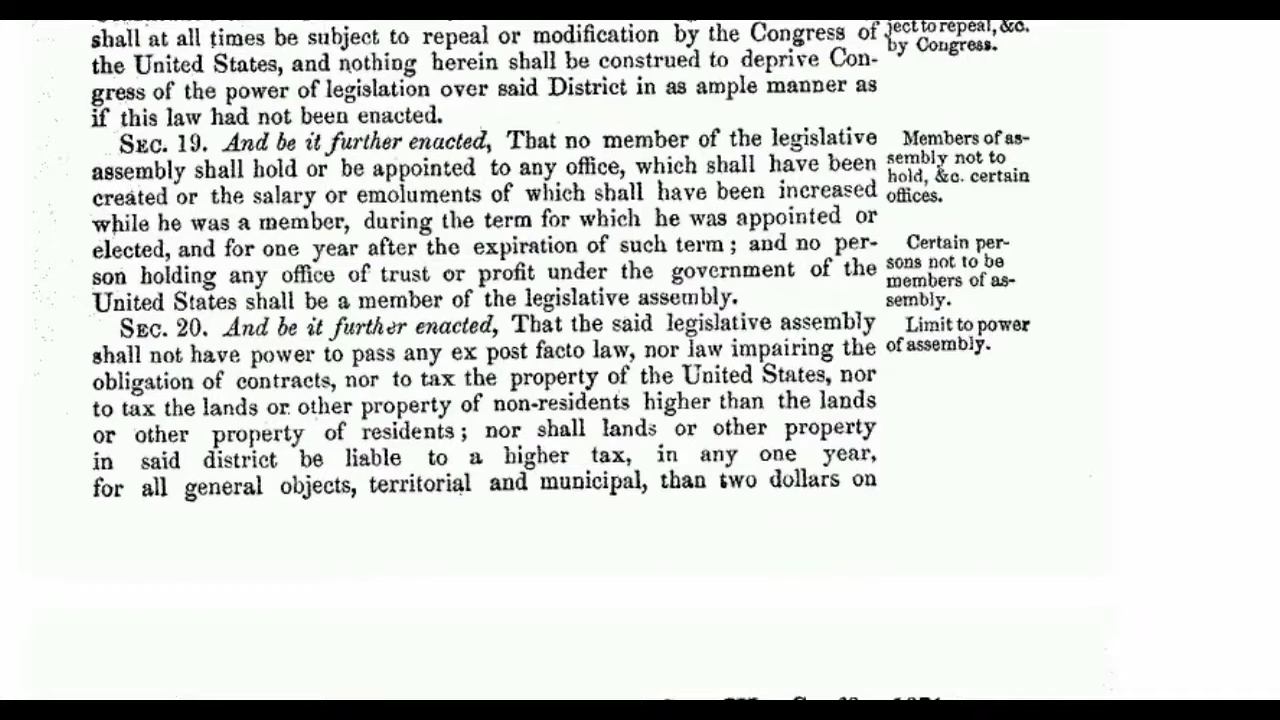 shall at all times be subject to repeal or modification by the Congress of
the United States, and nothing herein shall be construed to deprive Con-
gress of the power of legislation over said District in as ample manner as
if this law had not been enacted.
SEC. 19. And be it further enacted, That no member of the legislative
assembly shall hold or be appointed to any office, which shall have been
created or the salary or emoluments of which shall have been increased
while he was a member, during the term for which he was appointed or
elected, and for one year after the expiration of such term; and no per-
son holding any office of trust or profit under the government of the
United States shall be a member of the legislative assembly.
SEC. 20. And be it further enacted, That the said legislative assembly
shall not have power to pass any ex post facto law, nor law impairing the
obligation of contracts, nor to tax the property of the United States, nor
to tax the lands or other property of non-residents higher than the lands
or other property of residents; nor shall lands or other property
in said district be liable to a higher tax, in any one year,
for all general objects, territorial and municipal, than two dollars on
ject to repeal, &c.
by Congress.
Members of as-
sembly not to
hold, &c. certain
offices.
Certain per-
sons not to be
members of as-
sembly.
Limit to power
of assembly.